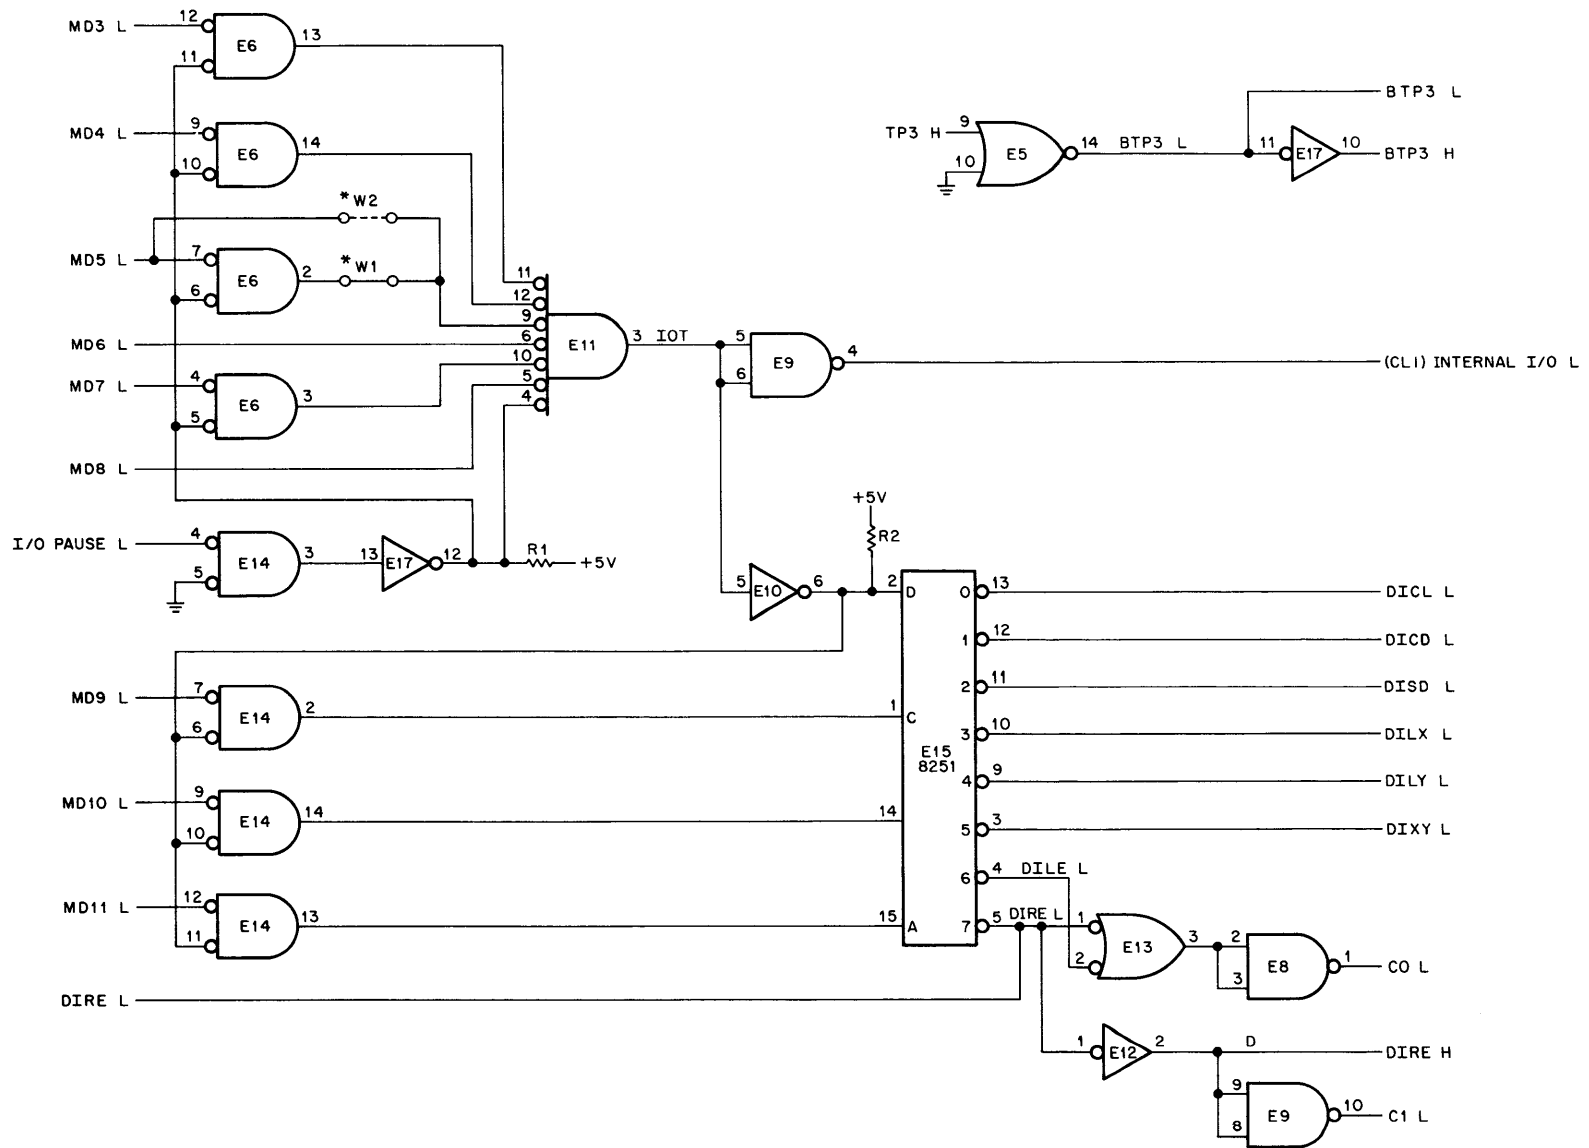 MD3 L
12
11
E6
13
MD4 L
9
10
E6
14
*W2
MD5 L
7
6
E6
2
*W1
MD6 L
MD7 L
4
5
E6
3
MD8 L
11
12
9
6
10
5
4
E11
3
IOT
5
6
E9
4
(CL1) INTERNAL I/O L
TP3 H
9
10
E5
14
BTP3 L
BTP3 L
11
E17
10
BTP3 H
I/O PAUSE L
4
5
E14
3
13
E17
12
R1
+5V
+5V
R2
5
E10
6
2
D
0
13
DICL L
1
12
DICD L
MD9 L
7
6
E14
2
1
C
2
11
DISD L
3
10
DILX L
E15
8251
4
9
DILY L
MD10 L
9
10
E14
14
14
5
3
DIXY L
6
4
DILE L
MD11 L
12
11
E14
13
15
A
7
5
DIRE L
1
2
E13
3
2
3
E8
1
C0 L
DIRE L
1
E12
2
D
DIRE H
9
8
E9
10
C1 L